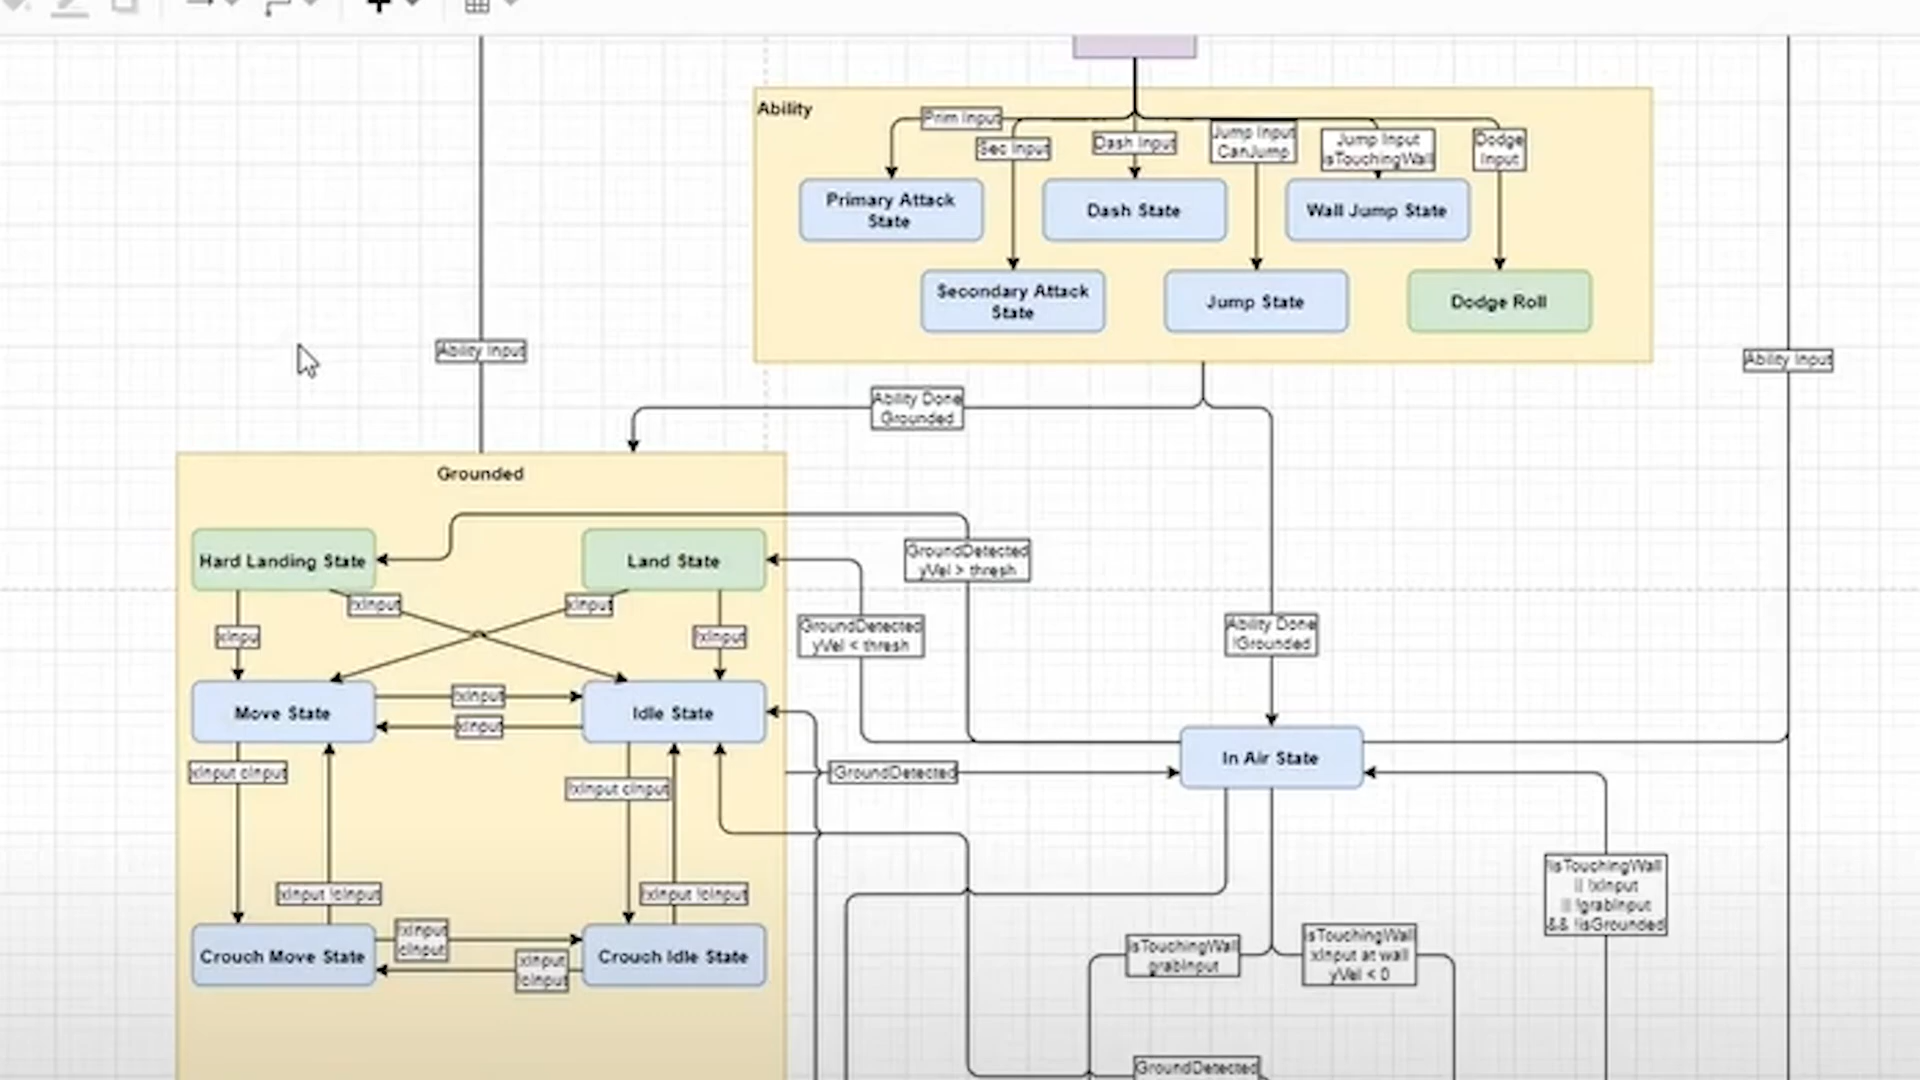 Ability
Prim Input
Sec Input
Dash Input
Jump Input
CanJump
Jump Input
isTouchingWall
Dodge
Input
Primary Attack
State
Dash State
Wall Jump State
Secondary Attack
State
Jump State
Dodge Roll
Ability Input
Ability Input
Ability Done
Grounded
Grounded
Hard Landing State
Land State
GroundDetected
yVel > thresh
!xInput
xInput
xInpu
!xInput
GroundDetected
yVel < thresh
Ability Done
!Grounded
Move State
!xInput
xInput
Idle State
In Air State
xInput cInput
!xInput cInput
!GroundDetected
xInput !cInput
!xInput !cInput
!isTouchingWall
|| !xInput
|| !grabInput
&& !isGrounded
Crouch Move State
!xInput
cInput
xInput
!cInput
Crouch Idle State
isTouchingWall
grabInput
isTouchingWall
xInput at wall
yVel < 0
GroundDetected